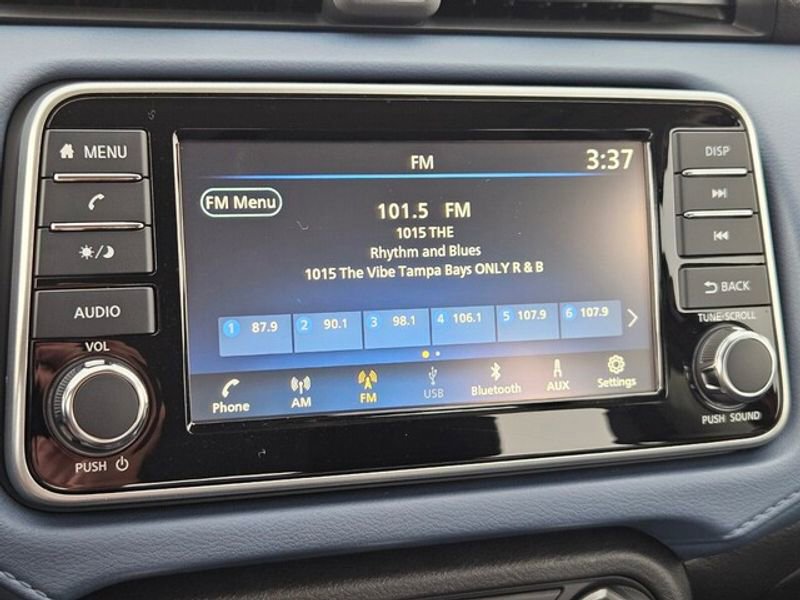 MENU
AUDIO
VOL
PUSH
FM
3:37
FM Menu
101.5 FM
1015 THE
Rhythm and Blues
1015 The Vibe Tampa Bays ONLY R & B
1 87.9 2 90.1 3 98.1 4 106.1 5 107.9 6 107.9
Phone AM FM USB Bluetooth AUX Settings
DISP
BACK
TUNE·SCROLL
PUSH SOUND